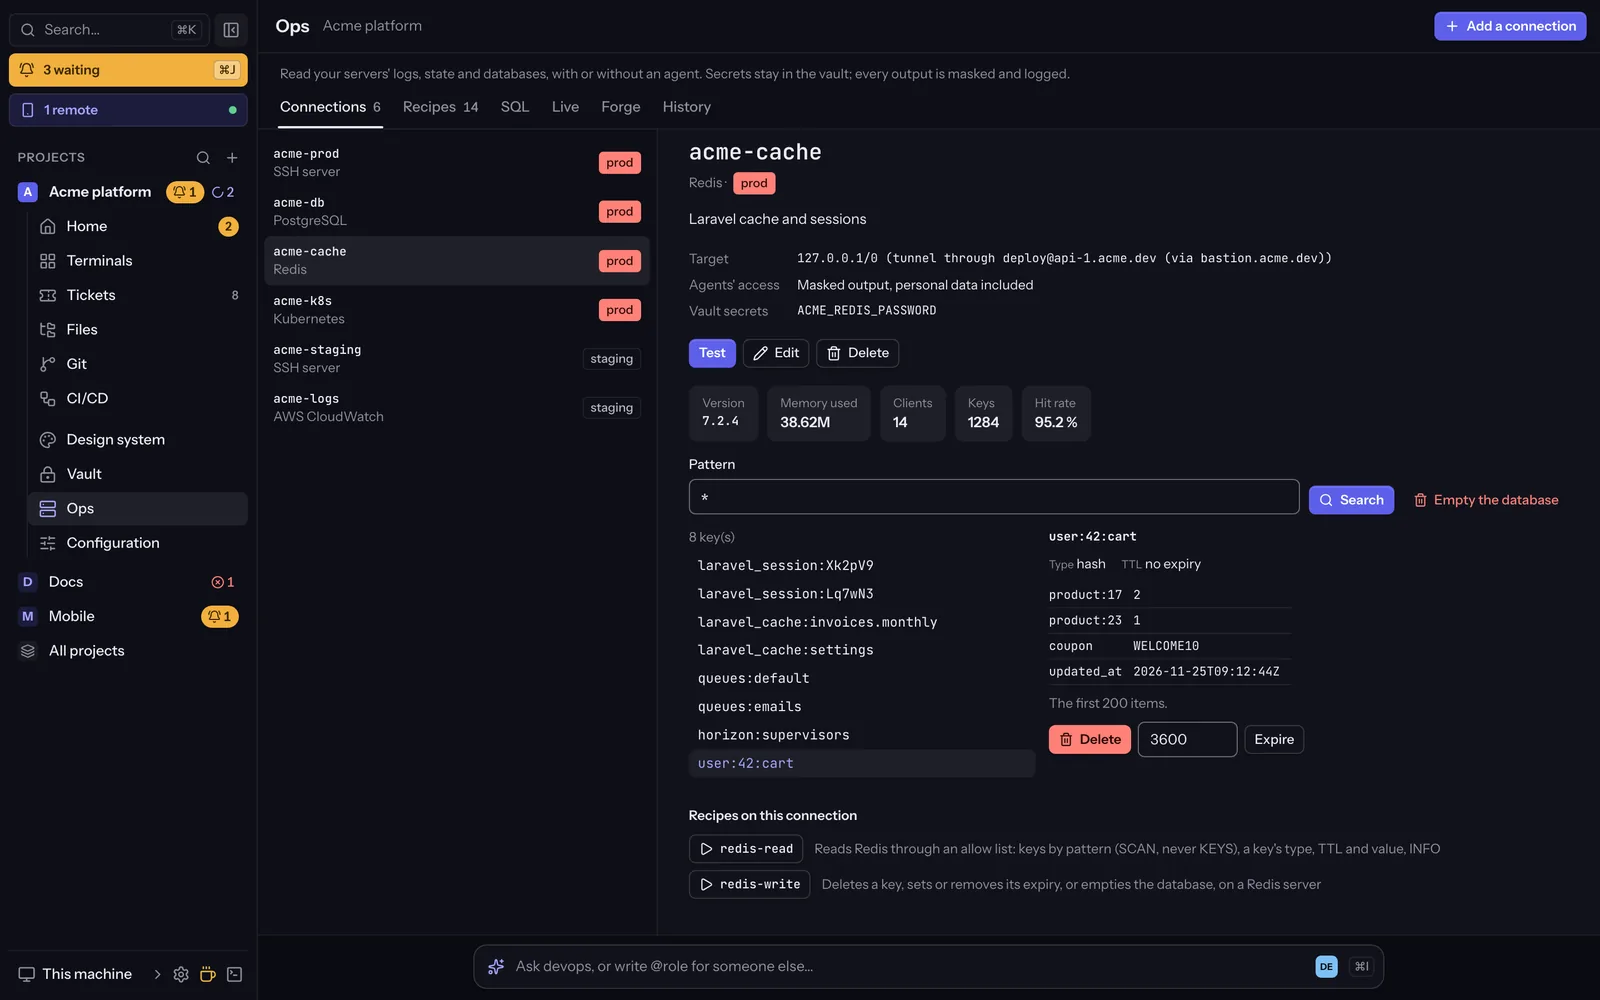 Search... ⌘K
3 waiting ⌘J
1 remote
PROJECTS
A Acme platform 1 2
Home 2
Terminals
Tickets 8
Files
Git
CI/CD
Design system
Vault
Ops
Configuration
D Docs 1
M Mobile 1
All projects
This machine
Ops Acme platform
+ Add a connection
Read your servers' logs, state and databases, with or without an agent. Secrets stay in the vault; every output is masked and logged.
Connections 6 Recipes 14 SQL Live Forge History
acme-prod
SSH server
prod
acme-db
PostgreSQL
prod
acme-cache
Redis
prod
acme-k8s
Kubernetes
prod
acme-staging
SSH server
staging
acme-logs
AWS CloudWatch
staging
acme-cache
Redis · prod
Laravel cache and sessions
Target 127.0.0.1/0 (tunnel through deploy@api-1.acme.dev (via bastion.acme.dev))
Agents' access Masked output, personal data included
Vault secrets ACME_REDIS_PASSWORD
Test Edit Delete
Version
7.2.4
Memory used
38.62M
Clients
14
Keys
1284
Hit rate
95.2 %
Pattern
*
Search Empty the database
8 key(s)
laravel_session:Xk2pV9
laravel_session:Lq7wN3
laravel_cache:invoices.monthly
laravel_cache:settings
queues:default
queues:emails
horizon:supervisors
user:42:cart
user:42:cart
Type hash TTL no expiry
product:17 2
product:23 1
coupon WELCOME10
updated_at 2026-11-25T09:12:44Z
The first 200 items.
Delete 3600 Expire
Recipes on this connection
redis-read Reads Redis through an allow list: keys by pattern (SCAN, never KEYS), a key's type, TTL and value, INFO
redis-write Deletes a key, sets or removes its expiry, or empties the database, on a Redis server
Ask devops, or write @role for someone else... DE ⌘I